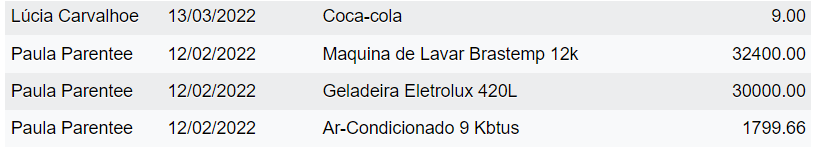 Lúcia Carvalhoe 13/03/2022 Coca-cola 9.00
Paula Parentee 12/02/2022 Maquina de Lavar Brastemp 12k 32400.00
Paula Parentee 12/02/2022 Geladeira Eletrolux 420L 30000.00
Paula Parentee 12/02/2022 Ar-Condicionado 9 Kbtus 1799.66